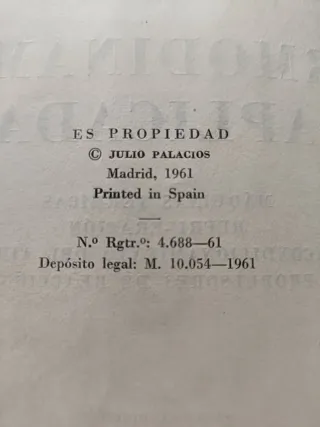 ES PROPIEDAD
© JULIO PALACIOS
Madrid, 1961
Printed in Spain
N.º Rgtr.º: 4.688—61
Depósito legal: M. 10.054—1961